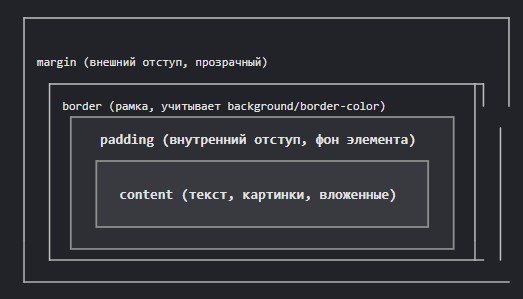 margin (внешний отступ, прозрачный)
border (рамка, учитывает background/border-color)
padding (внутренний отступ, фон элемента)
content (текст, картинки, вложенные)